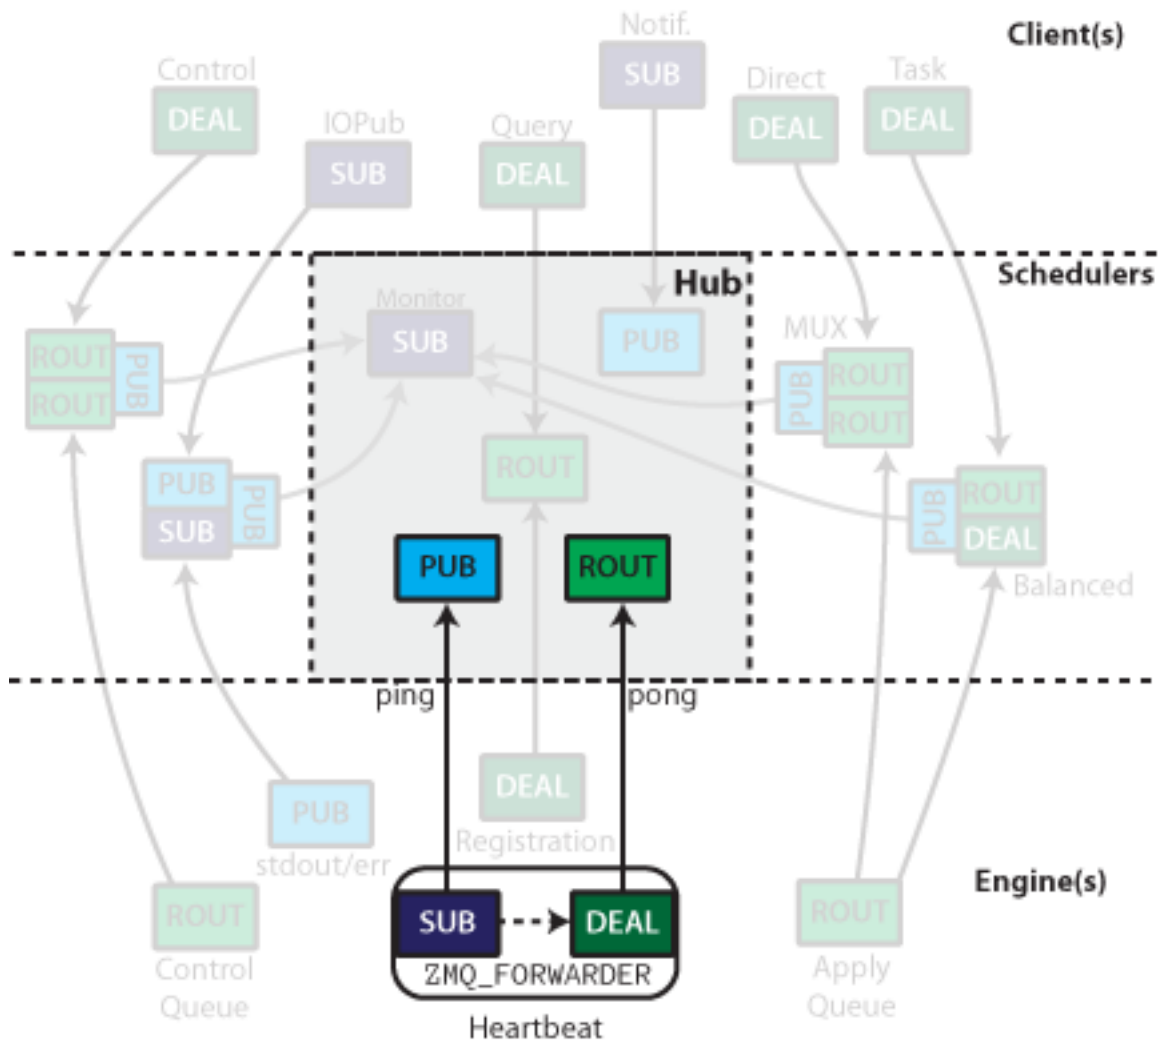 Notif.
Client(s)
Control
SUB
Direct
Task
DEAL
IOPub
Query
DEAL
DEAL
SUB
DEAL
Hub
Schedulers
Monitor
SUB
PUB
MUX
ROUT
ROUT
PUB
PUB
ROUT
ROUT
ROUT
PUB
SUB
PUB
PUB
ROUT
DEAL
Balanced
PUB
ROUT
ping
pong
DEAL
Registration
PUB
stdout/err
Engine(s)
ROUT
Control
Queue
SUB
DEAL
ZMQ_FORWARDER
Heartbeat
ROUT
Apply
Queue